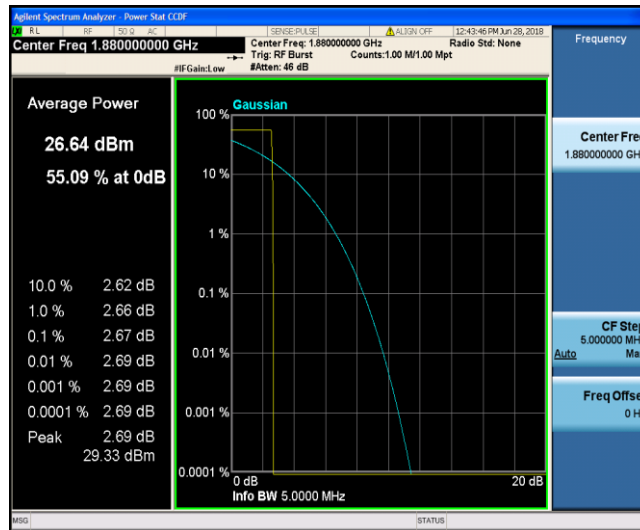 Agilent Spectrum Analyzer - Power Stat CCDF
RL RF 50 Ω AC SENSE:PULSE ALIGN OFF 12:43:46 PM Jun 28, 2018
Center Freq 1.880000000 GHz
Center Freq: 1.880000000 GHz Radio Std: None
Trig: RF Burst Counts:1.00 M/1.00 Mpt
#IFGain:Low #Atten: 46 dB
Frequency
Average Power
26.64 dBm
55.09 % at 0dB
10.0 % 2.62 dB
1.0 % 2.66 dB
0.1 % 2.67 dB
0.01 % 2.69 dB
0.001 % 2.69 dB
0.0001 % 2.69 dB
Peak 2.69 dB
29.33 dBm
Gaussian
100 %
10 %
1 %
0.1 %
0.01 %
0.001 %
0.0001 %
0 dB 20 dB
Info BW 5.0000 MHz
Center Fre
1.880000000 GH
CF Step
5.000000 MH
Auto Ma
Freq Offse
0 H
MSG STATUS